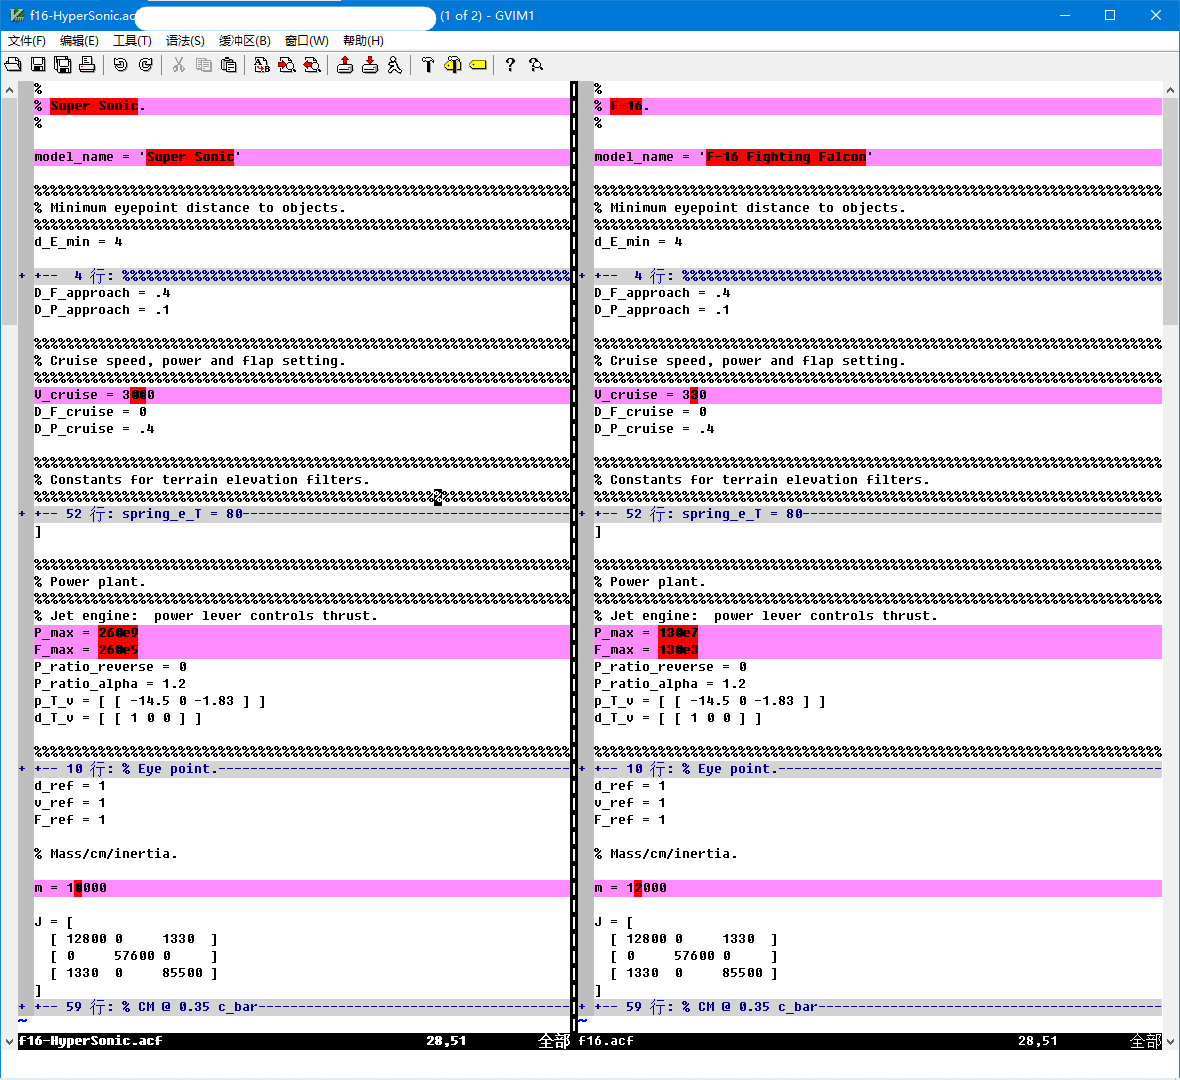 f16-HyperSonic.ac (1 of 2) - GVIM1
文件(F) 编辑(E) 工具(T) 语法(S) 缓冲区(B) 窗口(W) 帮助(H)
%
% Super Sonic.
%
model_name = 'Super Sonic'
%%%%%%%%%%%%%%%%%%%%%%%%%%%%%%%%%%%%%%%%%%%%%%%%%%%%%%%%%%%%%%%%%%%
% Minimum eyepoint distance to objects.
%%%%%%%%%%%%%%%%%%%%%%%%%%%%%%%%%%%%%%%%%%%%%%%%%%%%%%%%%%%%%%%%%%%
d_E_min = 4
+ +--  4 行: %%%%%%%%%%%%%%%%%%%%%%%%%%%%%%%%%%%%%%%%%%%%%%%%%%%%%%%%
D_F_approach = .4
D_P_approach = .1
%%%%%%%%%%%%%%%%%%%%%%%%%%%%%%%%%%%%%%%%%%%%%%%%%%%%%%%%%%%%%%%%%%%
% Cruise speed, power and flap setting.
%%%%%%%%%%%%%%%%%%%%%%%%%%%%%%%%%%%%%%%%%%%%%%%%%%%%%%%%%%%%%%%%%%%
V_cruise = 3000
D_F_cruise = 0
D_P_cruise = .4
%%%%%%%%%%%%%%%%%%%%%%%%%%%%%%%%%%%%%%%%%%%%%%%%%%%%%%%%%%%%%%%%%%%
% Constants for terrain elevation filters.
%%%%%%%%%%%%%%%%%%%%%%%%%%%%%%%%%%%%%%%%%%%%%%%%%%%%%%%%%%%%%%%%%%%
+ +-- 52 行: spring_e_T = 80-----------------------------------------
]
%%%%%%%%%%%%%%%%%%%%%%%%%%%%%%%%%%%%%%%%%%%%%%%%%%%%%%%%%%%%%%%%%%%
% Power plant.
%%%%%%%%%%%%%%%%%%%%%%%%%%%%%%%%%%%%%%%%%%%%%%%%%%%%%%%%%%%%%%%%%%%
% Jet engine:  power lever controls thrust.
P_max = 260e9
F_max = 260e5
P_ratio_reverse = 0
P_ratio_alpha = 1.2
p_T_v = [ [ -14.5 0 -1.83 ] ]
d_T_v = [ [ 1 0 0 ] ]
%%%%%%%%%%%%%%%%%%%%%%%%%%%%%%%%%%%%%%%%%%%%%%%%%%%%%%%%%%%%%%%%%%%
+ +-- 10 行: % Eye point.--------------------------------------------
d_ref = 1
v_ref = 1
F_ref = 1
% Mass/cm/inertia.
m = 10000
J = [
[ 12800 0     1330  ]
[ 0     57600 0     ]
[ 1330  0     85500 ]
]
+ +-- 59 行: % CM @ 0.35 c_bar---------------------------------------
~
f16-HyperSonic.acf 28,51 全部
%
% F-16.
%
model_name = 'F-16 Fighting Falcon'
%%%%%%%%%%%%%%%%%%%%%%%%%%%%%%%%%%%%%%%%%%%%%%%%%%%%%%%%%%%%%%%%%%%%%%%
% Minimum eyepoint distance to objects.
%%%%%%%%%%%%%%%%%%%%%%%%%%%%%%%%%%%%%%%%%%%%%%%%%%%%%%%%%%%%%%%%%%%%%%%
d_E_min = 4
+ +--  4 行: %%%%%%%%%%%%%%%%%%%%%%%%%%%%%%%%%%%%%%%%%%%%%%%%%%%%%%%%%%%%
D_F_approach = .4
D_P_approach = .1
%%%%%%%%%%%%%%%%%%%%%%%%%%%%%%%%%%%%%%%%%%%%%%%%%%%%%%%%%%%%%%%%%%%%%%%
% Cruise speed, power and flap setting.
%%%%%%%%%%%%%%%%%%%%%%%%%%%%%%%%%%%%%%%%%%%%%%%%%%%%%%%%%%%%%%%%%%%%%%%
V_cruise = 330
D_F_cruise = 0
D_P_cruise = .4
%%%%%%%%%%%%%%%%%%%%%%%%%%%%%%%%%%%%%%%%%%%%%%%%%%%%%%%%%%%%%%%%%%%%%%%
% Constants for terrain elevation filters.
%%%%%%%%%%%%%%%%%%%%%%%%%%%%%%%%%%%%%%%%%%%%%%%%%%%%%%%%%%%%%%%%%%%%%%%
+ +-- 52 行: spring_e_T = 80---------------------------------------------
]
%%%%%%%%%%%%%%%%%%%%%%%%%%%%%%%%%%%%%%%%%%%%%%%%%%%%%%%%%%%%%%%%%%%%%%%
% Power plant.
%%%%%%%%%%%%%%%%%%%%%%%%%%%%%%%%%%%%%%%%%%%%%%%%%%%%%%%%%%%%%%%%%%%%%%%
% Jet engine:  power lever controls thrust.
P_max = 130e7
F_max = 130e3
P_ratio_reverse = 0
P_ratio_alpha = 1.2
p_T_v = [ [ -14.5 0 -1.83 ] ]
d_T_v = [ [ 1 0 0 ] ]
%%%%%%%%%%%%%%%%%%%%%%%%%%%%%%%%%%%%%%%%%%%%%%%%%%%%%%%%%%%%%%%%%%%%%%%
+ +-- 10 行: % Eye point.------------------------------------------------
d_ref = 1
v_ref = 1
F_ref = 1
% Mass/cm/inertia.
m = 12000
J = [
[ 12800 0     1330  ]
[ 0     57600 0     ]
[ 1330  0     85500 ]
]
+ +-- 59 行: % CM @ 0.35 c_bar-------------------------------------------
~
f16.acf 28,51 全部